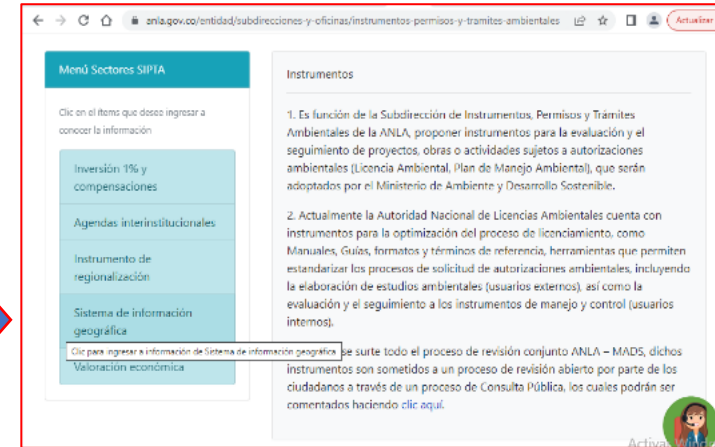 anla.gov.co/entidad/subdirecciones-y-oficinas/instrumentos-permisos-y-tramites-ambientales
Actualizar
Menú Sectores SIPTA
Clic en el ítems que deseo ingresar a
conocer la información
Inversión 1% y
compensaciones
Agendas interinstitucionales
Instrumento de
regionalización
Sistema de información
geográfica
Clic para ingresar a información de Sistema de información geográfica
Valoración económica
Instrumentos
1. Es función de la Subdirección de Instrumentos, Permisos y Trámites
Ambientales de la ANLA, proponer instrumentos para la evaluación y el
seguimiento de proyectos, obras o actividades sujetos a autorizaciones
ambientales (Licencia Ambiental, Plan de Manejo Ambiental), que serán
adoptados por el Ministerio de Ambiente y Desarrollo Sostenible.
2. Actualmente la Autoridad Nacional de Licencias Ambientales cuenta con
instrumentos para la optimización del proceso de licenciamiento, como
Manuales, Guías, formatos y términos de referencia, herramientas que permiten
estandarizar los procesos de solicitud de autorizaciones ambientales, incluyendo
la elaboración de estudios ambientales (usuarios externos), así como la
evaluación y el seguimiento a los instrumentos de manejo y control (usuarios
internos).
se surte todo el proceso de revisión conjunto ANLA – MADS, dichos
instrumentos son sometidos a un proceso de revisión abierto por parte de los
ciudadanos a través de un proceso de Consulta Pública, los cuales podrán ser
comentados haciendo clic aquí.